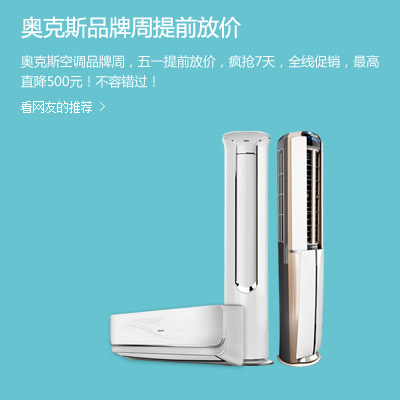 奥克斯品牌周提前放价
奥克斯空调品牌周，五一提前放价，疯抢7天，全线促销，最高
直降500元！不容错过！
看网友的推荐 >